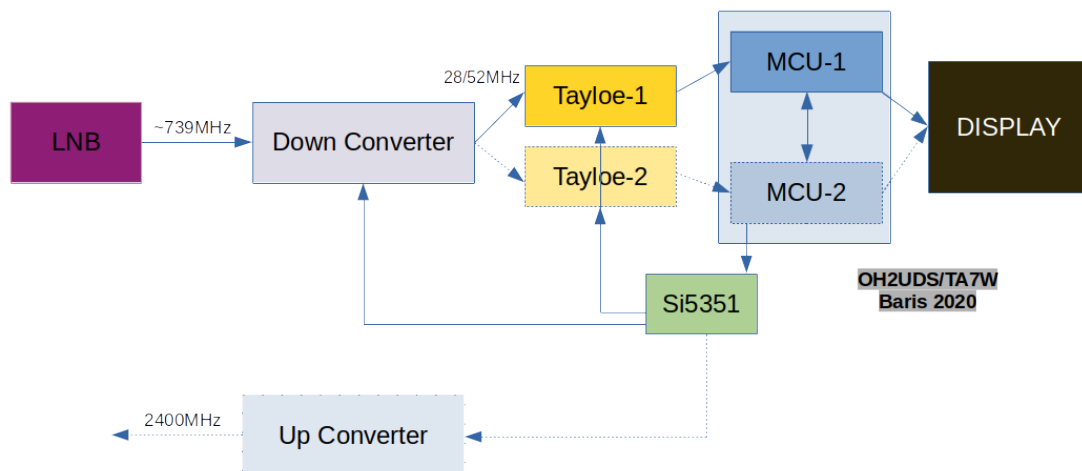 MCU-1
28/52MHz
Tayloe-1
LNB
~739MHz
Down Converter
DISPLAY
Tayloe-2
MCU-2
Si5351
OH2UDS/TA7W
Baris 2020
2400MHz
Up Converter